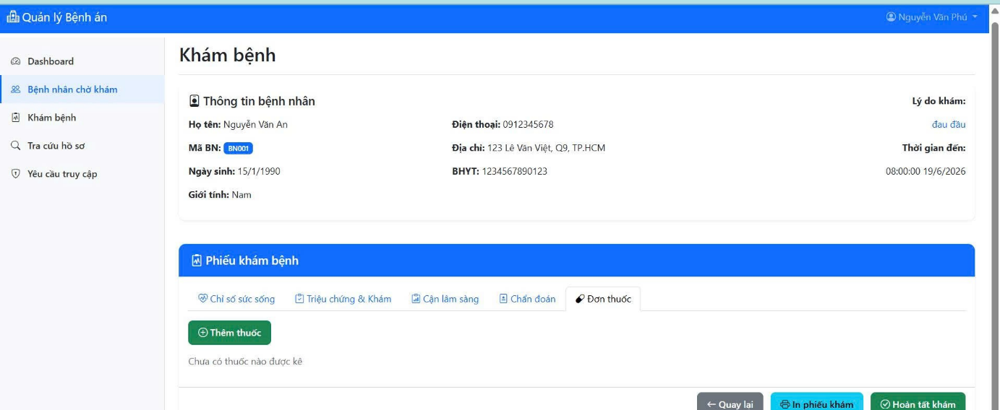 Quản lý Bệnh án
Nguyễn Văn Phú
Dashboard
Bệnh nhân chờ khám
Khám bệnh
Tra cứu hồ sơ
Yêu cầu truy cập
Khám bệnh
Thông tin bệnh nhân
Họ tên: Nguyễn Văn An
Mã BN: BN001
Ngày sinh: 15/1/1990
Giới tính: Nam
Điện thoại: 0912345678
Địa chỉ: 123 Lê Văn Việt, Q9, TP.HCM
BHYT: 1234567890123
Lý do khám:
đau đầu
Thời gian đến:
08:00:00 19/6/2026
Phiếu khám bệnh
Chỉ số sức sống
Triệu chứng & Khám
Cận lâm sàng
Chẩn đoán
Đơn thuốc
Thêm thuốc
Chưa có thuốc nào được kê
← Quay lại
In phiếu khám
Hoàn tất khám